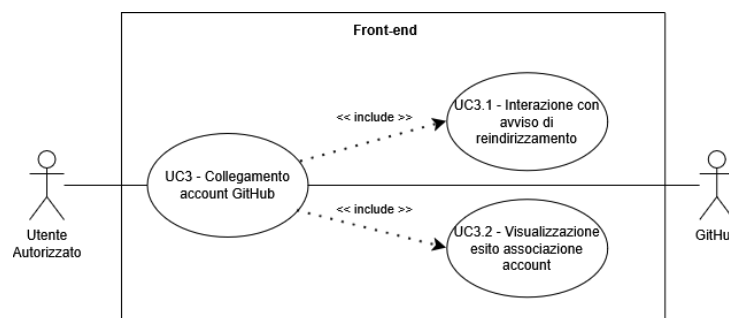 Front-end
<< include >>
UC3.1 - Interazione con
avviso di
reindirizzamento
UC3 - Collegamento
account GitHub
<< include >>
UC3.2 - Visualizzazione
esito associazione
account
Utente
Autorizzato
GitHu